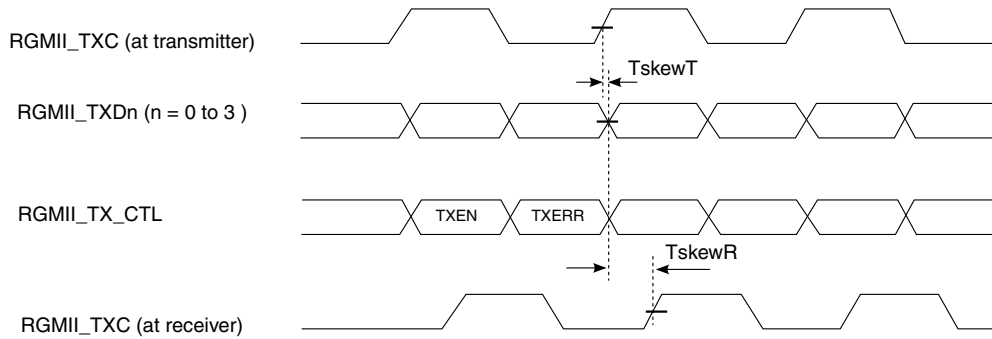 RGMII_TXC (at transmitter)
TskewT
RGMII_TXDn (n = 0 to 3 )
RGMII_TX_CTL
TXEN
TXERR
TskewR
RGMII_TXC (at receiver)